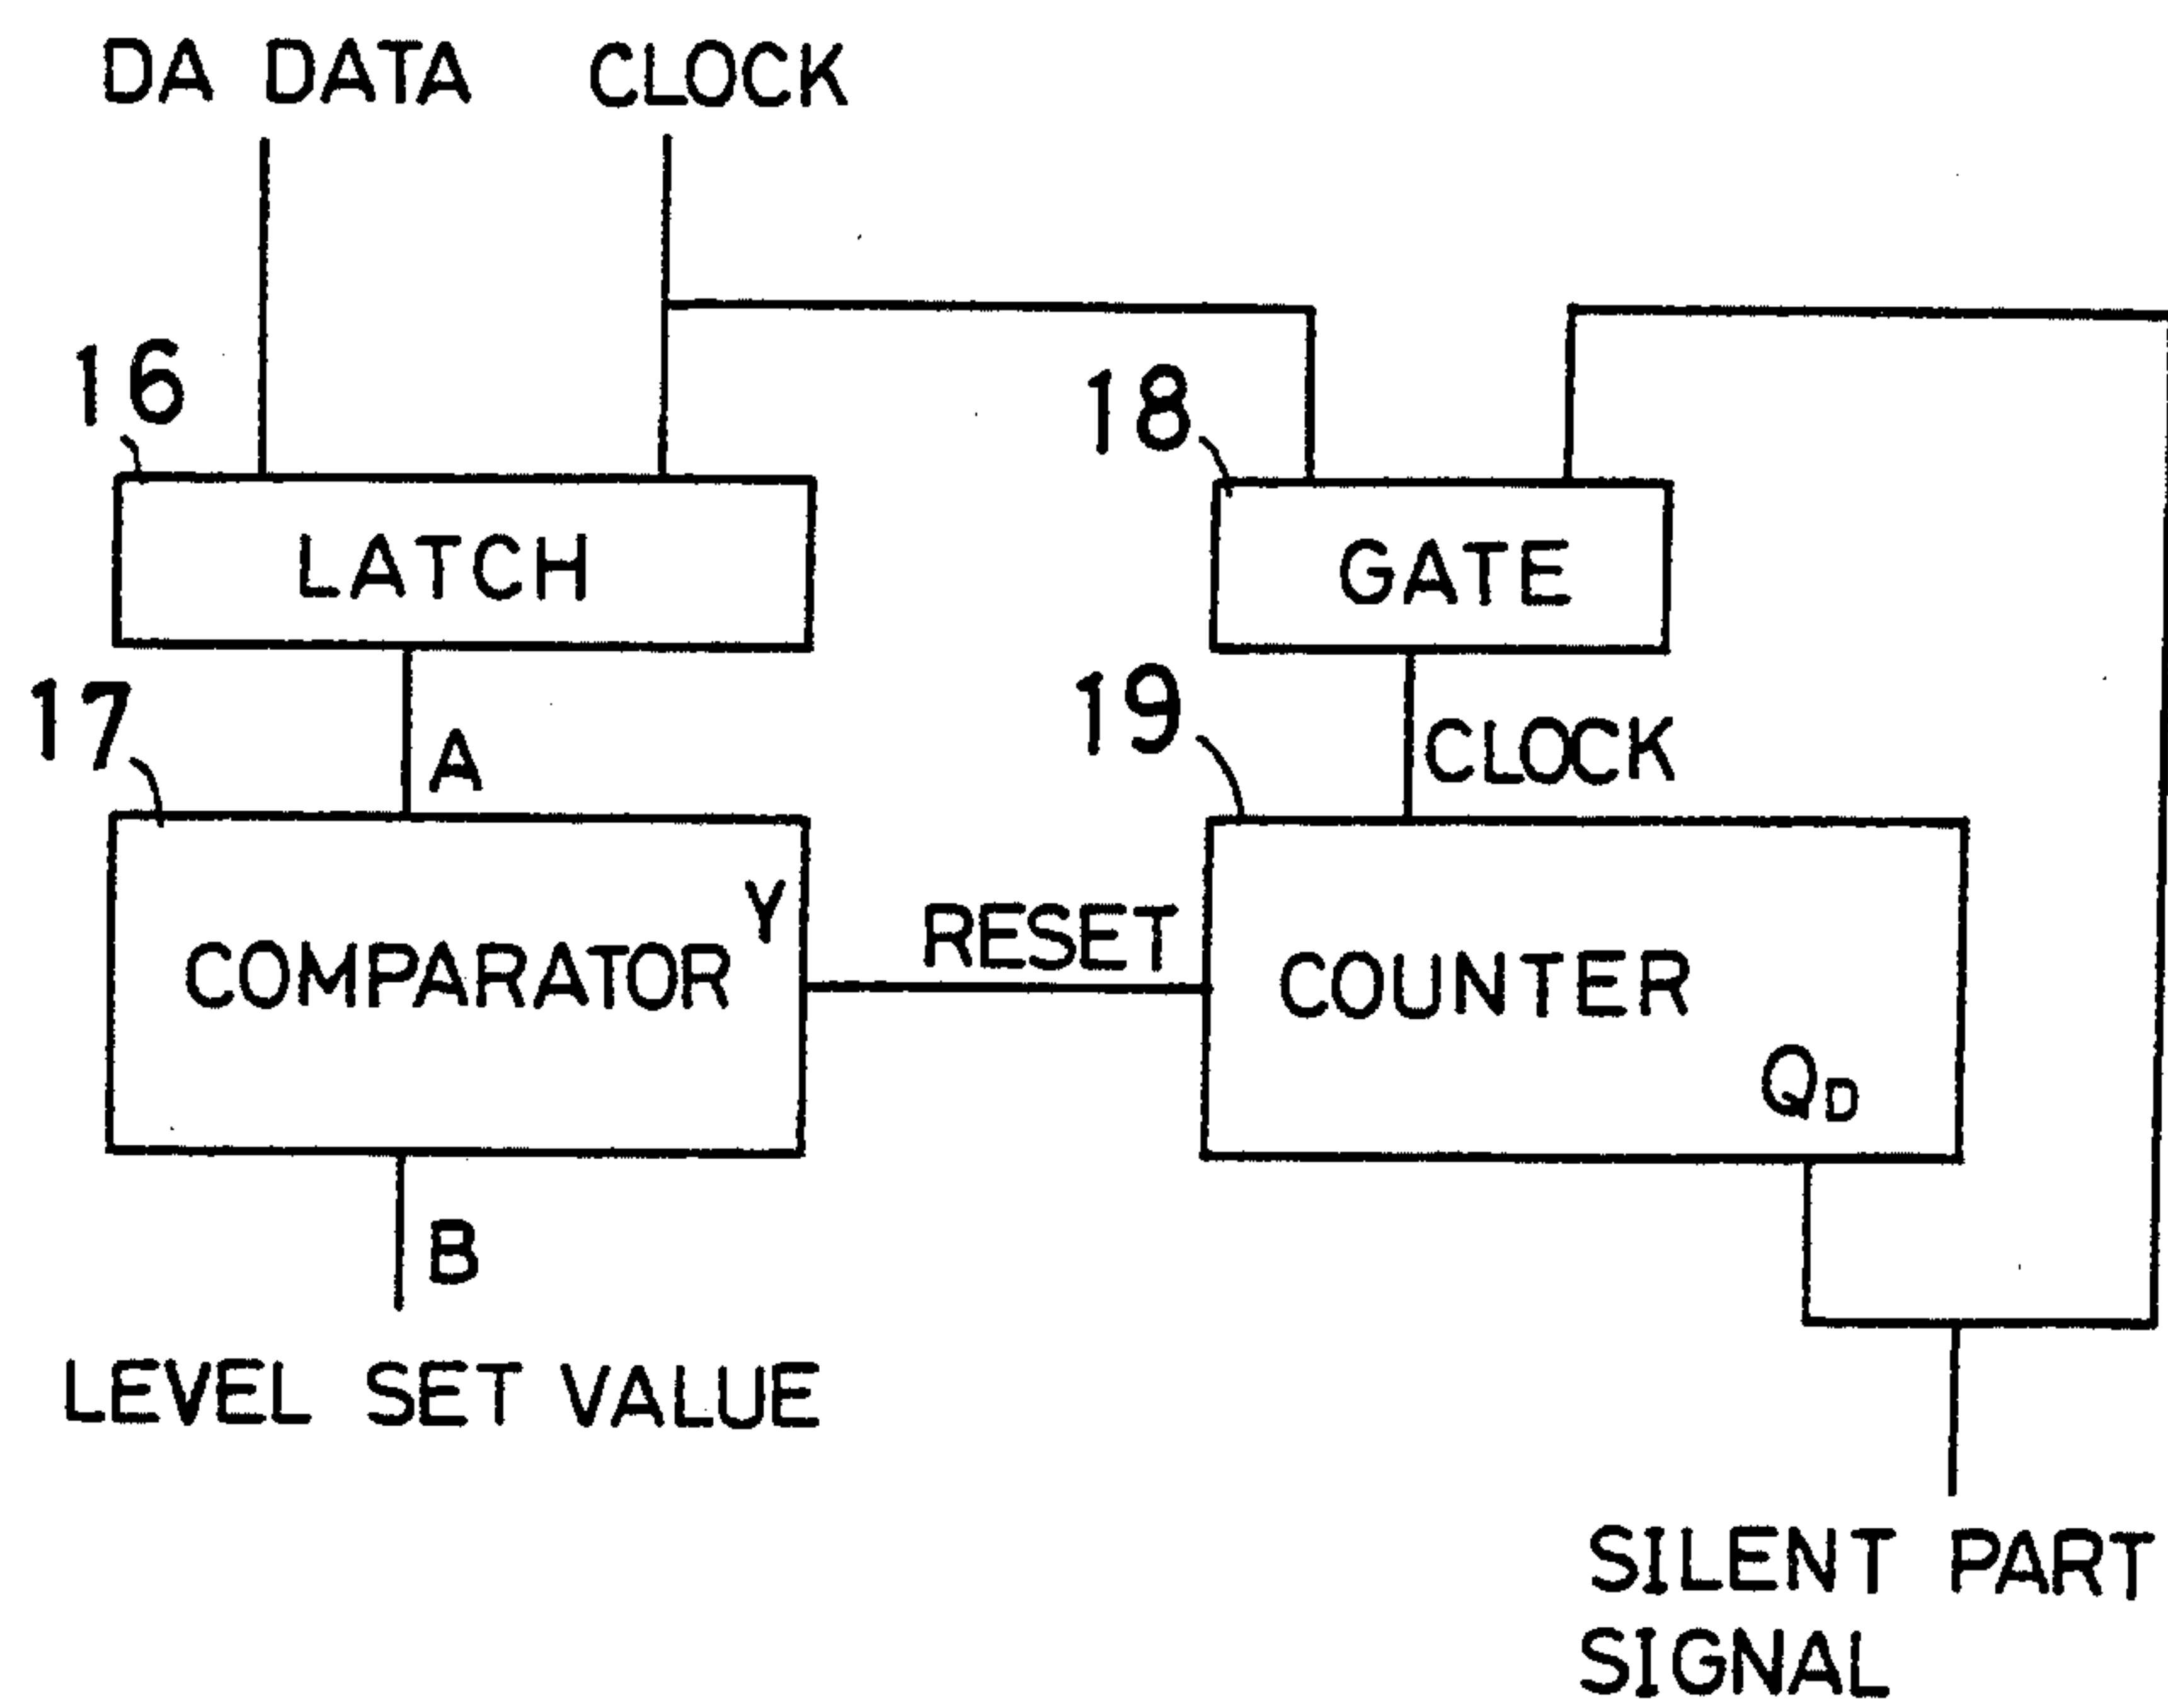 DA DATA CLOCK
16
18
LATCH
GATE
17
A
19
CLOCK
Y
COMPARATOR
RESET
COUNTER
QD
B
LEVEL SET VALUE
SILENT PART
SIGNAL